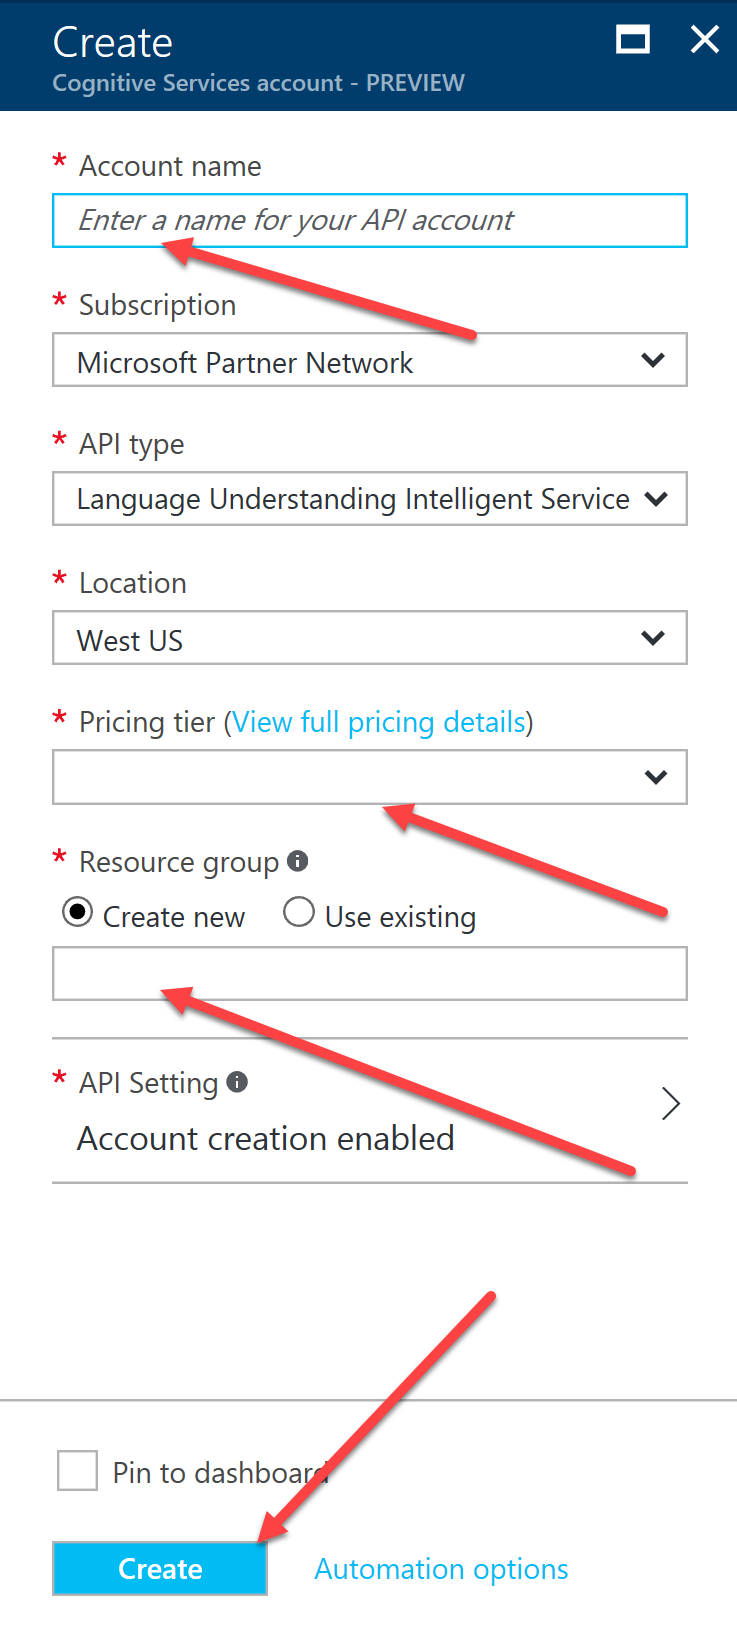 Create
Cognitive Services account - PREVIEW
* Account name
Enter a name for your API account
* Subscription
Microsoft Partner Network
* API type
Language Understanding Intelligent Service
* Location
West US
* Pricing tier (View full pricing details)
* Resource group
Create new Use existing
* API Setting
Account creation enabled
Pin to dashboard
Create Automation options